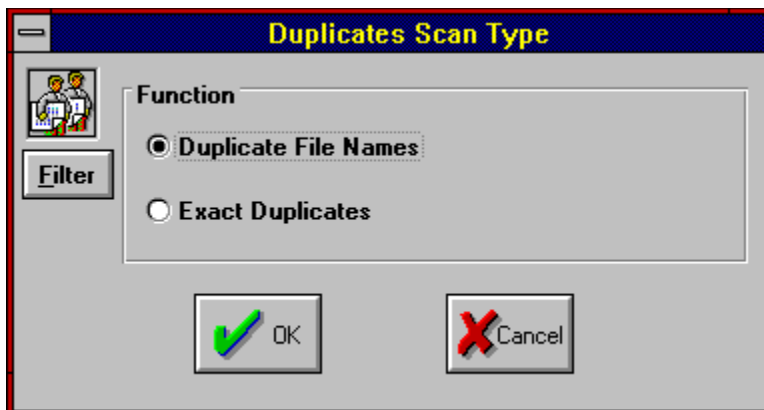 Duplicates Scan Type
Function
Duplicate File Names
Filter
Exact Duplicates
OK
Cancel